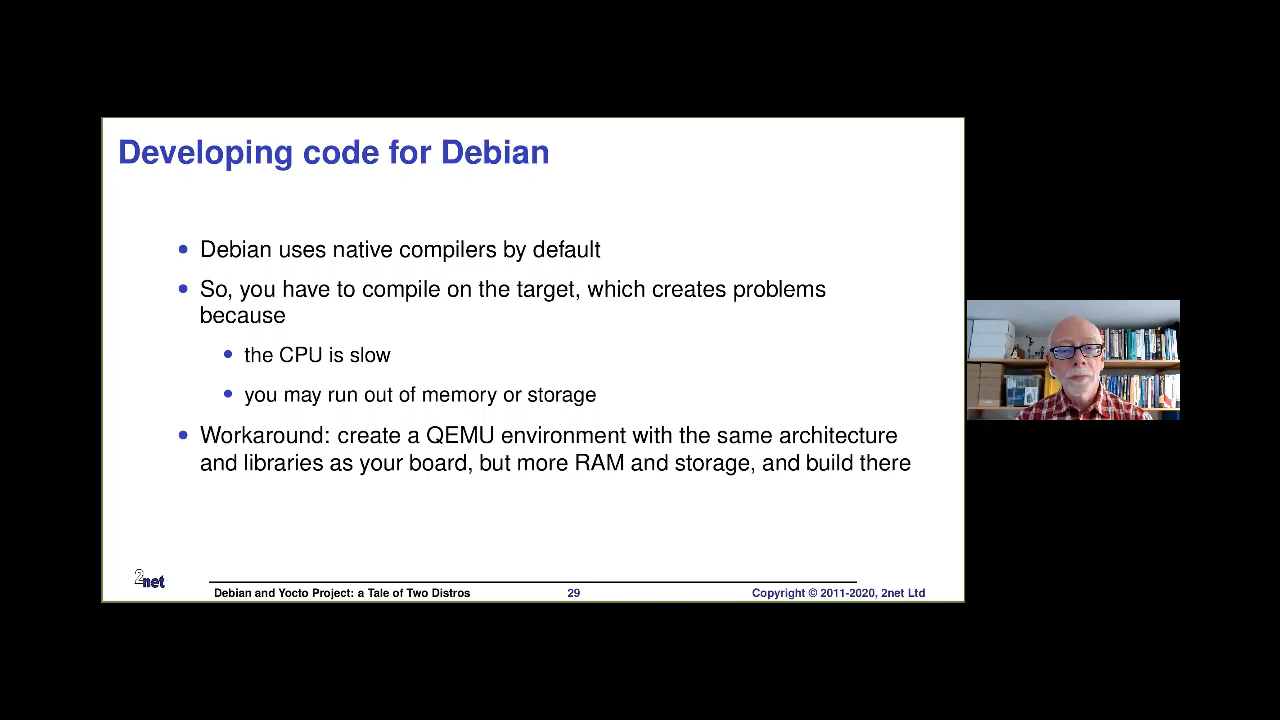 Developing code for Debian
Debian uses native compilers by default
So, you have to compile on the target, which creates problems
because
the CPU is slow
you may run out of memory or storage
Workaround: create a QEMU environment with the same architecture
and libraries as your board, but more RAM and storage, and build there
2net
Debian and Yocto Project: a Tale of Two Distros
29
Copyright © 2011-2020, 2net Ltd